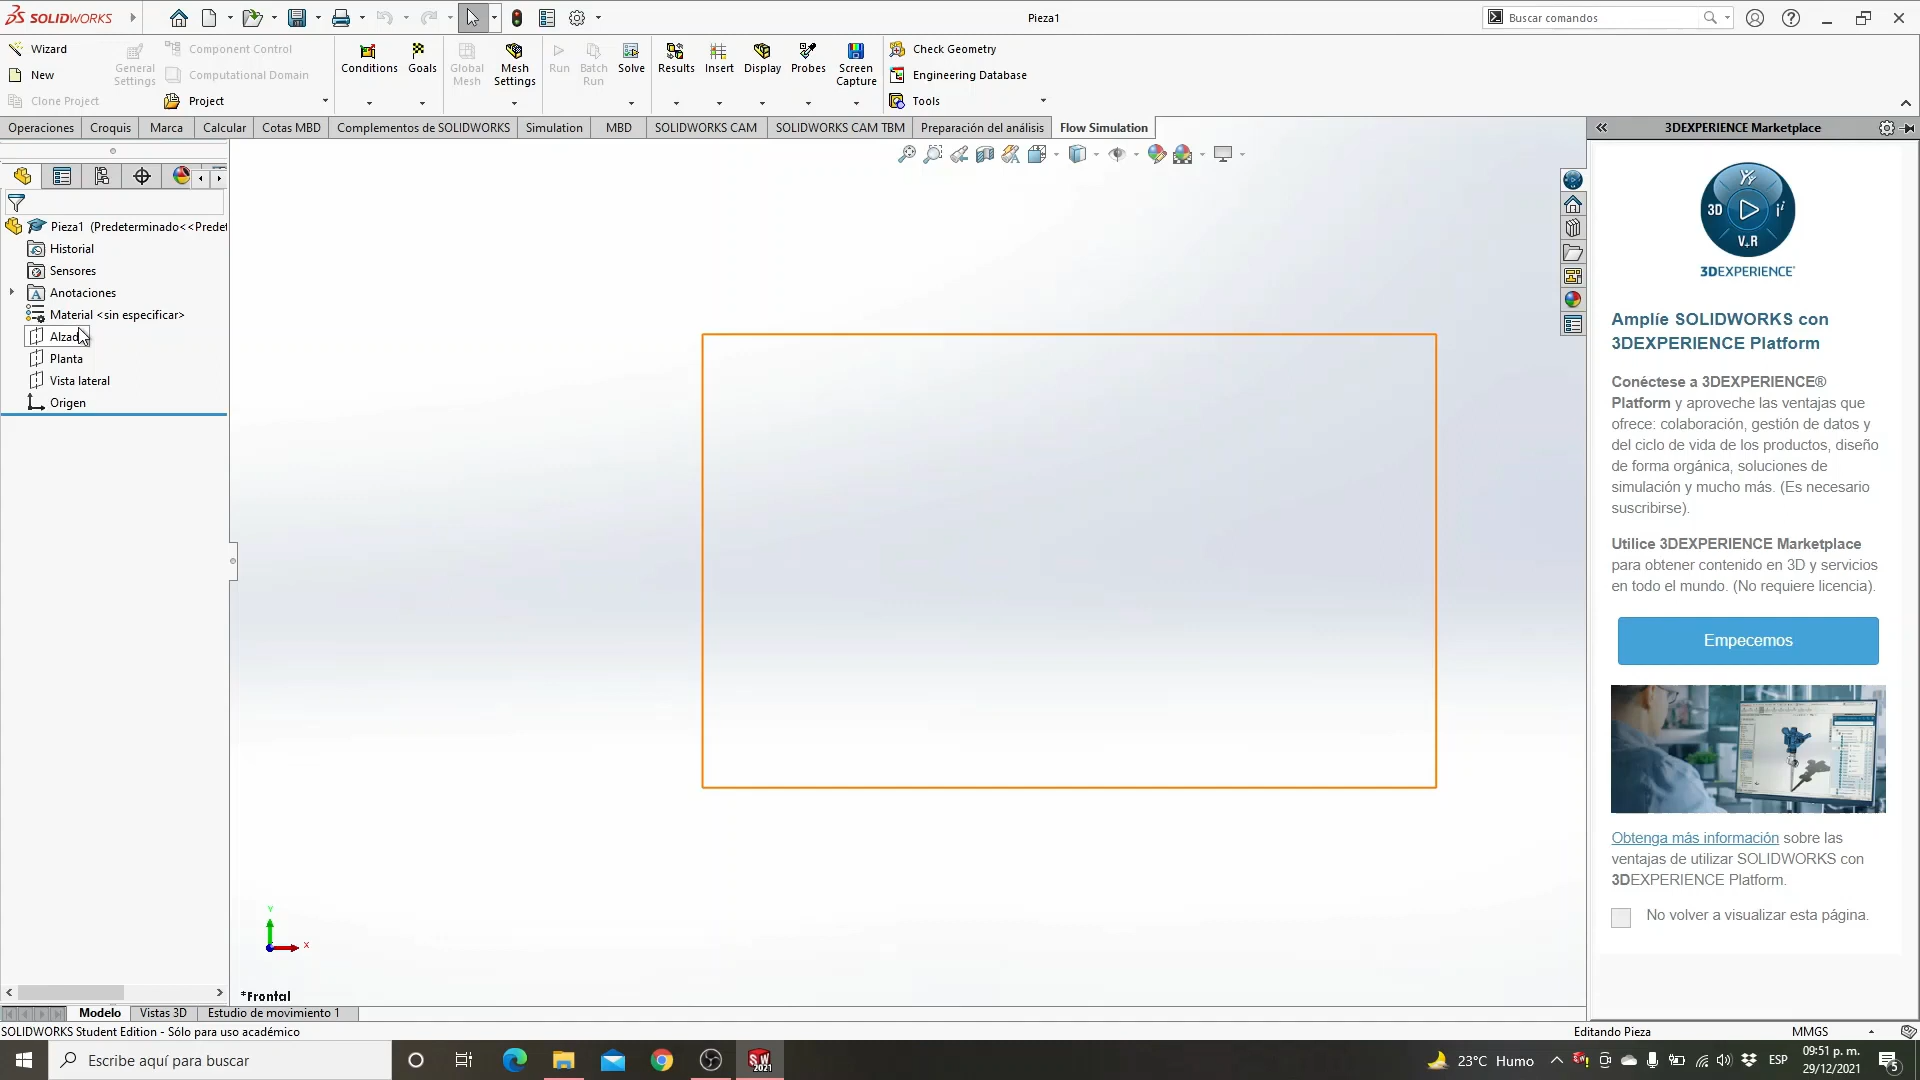 SOLIDWORKS
Pieza1
Buscar comandos
Wizard
New
Clone Project
General Settings
Component Control
Computational Domain
Project
Conditions
Goals
Global Mesh
Mesh Settings
Run
Batch Run
Solve
Results
Insert
Display
Probes
Screen Capture
Check Geometry
Engineering Database
Tools
Operaciones
Croquis
Marca
Calcular
Cotas MBD
Complementos de SOLIDWORKS
Simulation
MBD
SOLIDWORKS CAM
SOLIDWORKS CAM TBM
Preparación del análisis
Flow Simulation
Pieza1 (Predeterminado<<Predet
Historial
Sensores
Anotaciones
Material <sin especificar>
Alzad
Planta
Vista lateral
Origen
Y
X
*Frontal
3DEXPERIENCE Marketplace
3D
V+R
3DEXPERIENCE
Amplíe SOLIDWORKS con
3DEXPERIENCE Platform
Conéctese a 3DEXPERIENCE®
Platform y aproveche las ventajas que
ofrece: colaboración, gestión de datos y
del ciclo de vida de los productos, diseño
de forma orgánica, soluciones de
simulación y mucho más. (Es necesario
suscribirse).
Utilice 3DEXPERIENCE Marketplace
para obtener contenido en 3D y servicios
en todo el mundo. (No requiere licencia).
Empecemos
Obtenga más información sobre las
ventajas de utilizar SOLIDWORKS con
3DEXPERIENCE Platform.
No volver a visualizar esta página.
Modelo
Vistas 3D
Estudio de movimiento 1
SOLIDWORKS Student Edition - Sólo para uso académico
Editando Pieza
MMGS
Escribe aquí para buscar
SW
2021
23°C Humo
ESP
09:51 p. m.
29/12/2021
5